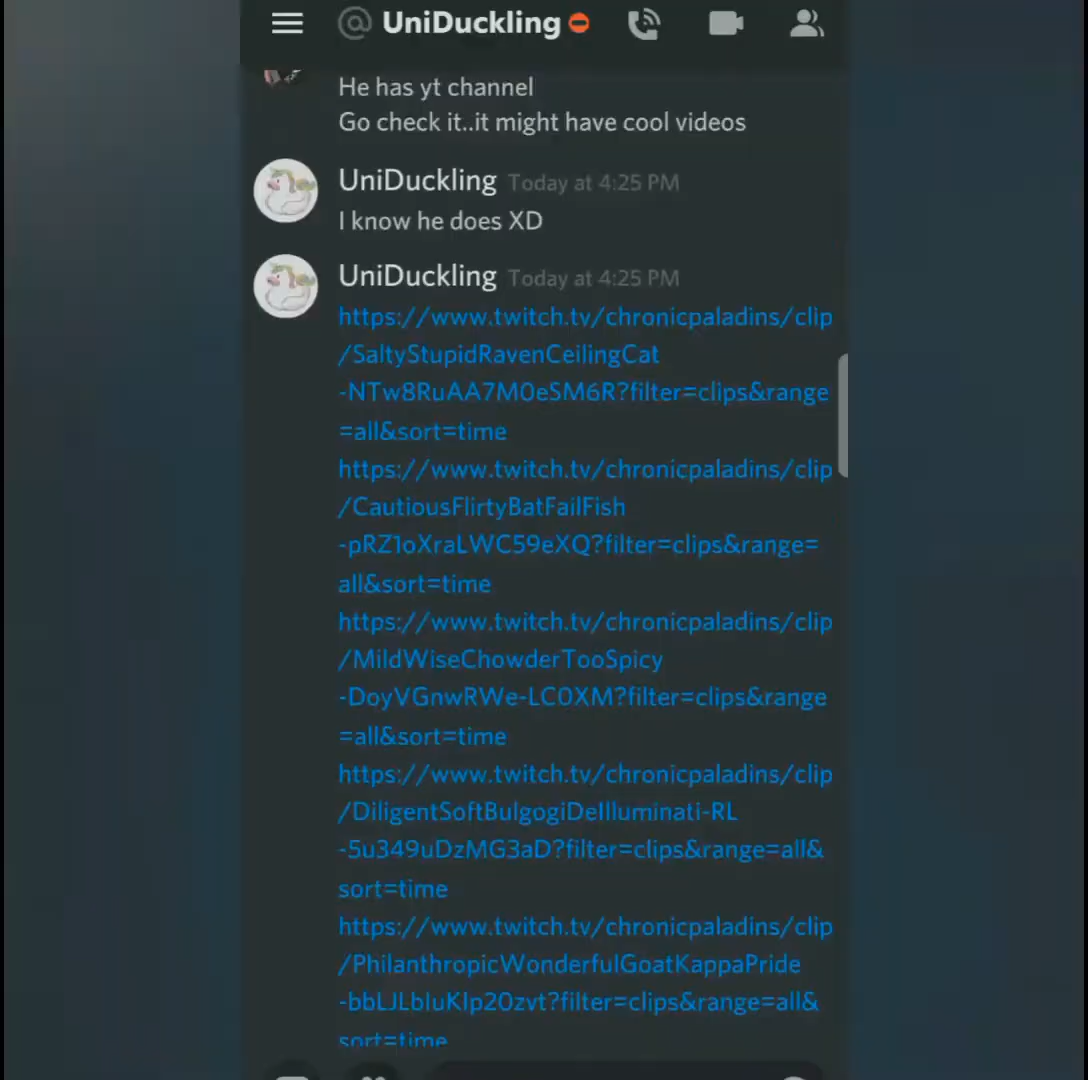 @ UniDuckling
He has yt channel
Go check it..it might have cool videos
UniDuckling Today at 4:25 PM
I know he does XD
UniDuckling Today at 4:25 PM
https://www.twitch.tv/chronicpaladins/clip
/SaltyStupidRavenCeilingCat
-NTw8RuAA7M0eSM6R?filter=clips&range
=all&sort=time
https://www.twitch.tv/chronicpaladins/clip
/CautiousFlirtyBatFailFish
-pRZ1oXraLWC59eXQ?filter=clips&range=
all&sort=time
https://www.twitch.tv/chronicpaladins/clip
/MildWiseChowderTooSpicy
-DoyVGnwRWe-LC0XM?filter=clips&range
=all&sort=time
https://www.twitch.tv/chronicpaladins/clip
/DiligentSoftBulgogiDeIlluminati-RL
-5u349uDzMG3aD?filter=clips&range=all&
sort=time
https://www.twitch.tv/chronicpaladins/clip
/PhilanthropicWonderfulGoatKappaPride
-bbLJLbluKIp20zvt?filter=clips&range=all&
sort=time